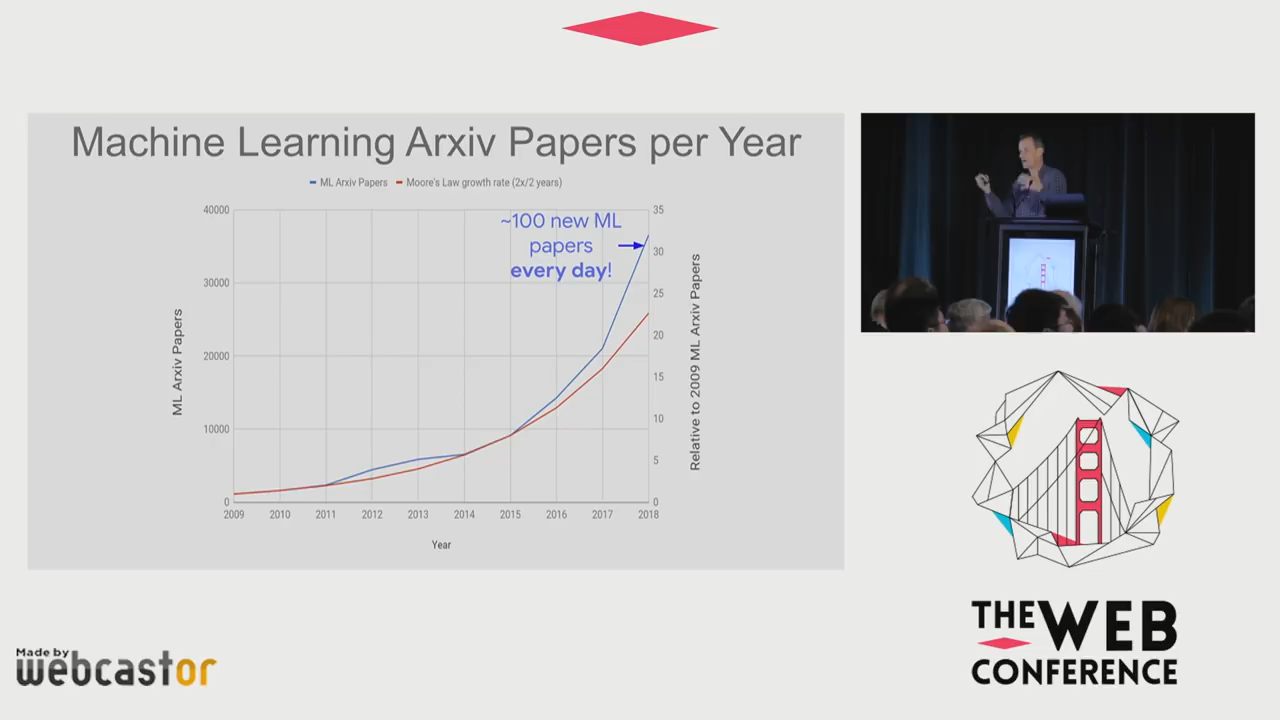 Machine Learning Arxiv Papers per Year
ML Arxiv Papers
Moore's Law growth rate (2x/2 years)
~100 new ML
papers
every day!
40000
30000
20000
10000
0
ML Arxiv Papers
35
30
25
20
15
10
5
0
Relative to 2009 ML Arxiv Papers
2009 2010 2011 2012 2013 2014 2015 2016 2017 2018
Year
THE WEB
CONFERENCE
Made by
webcastor